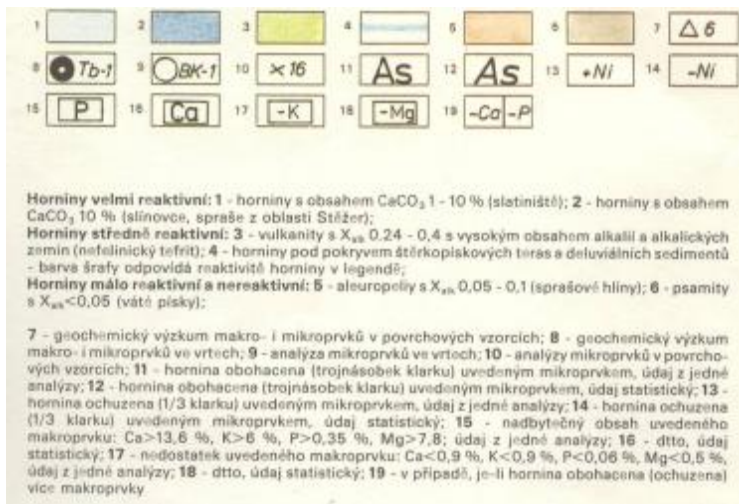 1 2 3 4 5 6 7 △ 6
8 Tb-1 9 BK-1 10 × 16 11 As 12 As 13 +Ni 14 -Ni
15 P 16 Ca 17 -K 18 -Mg 19 -Ca -P
Horniny velmi reaktivní: 1 - horniny s obsahem CaCO₃ 1 - 10 % (slatiniště); 2 - horniny s obsahem
CaCO₃ 10 % (slínovce, spraše z oblasti Stěžer);
Horniny středně reaktivní: 3 - vulkanity s Xₐₗₖ 0,24 - 0,4 s vysokým obsahem alkalií a alkalických
zemin (nefelinický tefrit); 4 - horniny pod pokryvem štěrkopískových teras a deluviálních sedimentů
- barva šrafy odpovídá reaktivitě horniny v legendě;
Horniny málo reaktivní a nereaktivní: 5 - aleuropelity s Xₐₗₖ 0,05 - 0,1 (sprašové hlíny); 6 - psamity
s Xₐₗₖ<0,05 (váté písky);
7 - geochemický výzkum makro- i mikroprvků v povrchových vzorcích; 8 - geochemický výzkum
makro- i mikroprvků ve vrtech; 9 - analýza mikroprvků ve vrtech; 10 - analýzy mikroprvků v povrcho-
vých vzorcích; 11 - hornina obohacena (trojnásobek klarku) uvedeným mikroprvkem, údaj z jedné
analýzy; 12 - hornina obohacena (trojnásobek klarku) uvedeným mikroprvkem, údaj statistický; 13 -
hornina ochuzena (1/3 klarku) uvedeným mikroprvkem, údaj z jedné analýzy; 14 - hornina ochuzena
(1/3 klarku) uvedeným mikroprvkem, údaj statistický; 15 - nadbytečný obsah uvedeného
makroprvku: Ca>13,6 %, K>6 %, P>0,35 %, Mg>7,8; údaj z jedné analýzy; 16 - dtto, údaj
statistický; 17 - nedostatek uvedeného makroprvku: Ca<0,9 %, K<0,9 %, P<0,06 %, Mg<0,5 %,
údaj z jedné analýzy; 18 - dtto, údaj statistický; 19 - v případě, je-li hornina obohacena (ochuzena)
více makroprvky